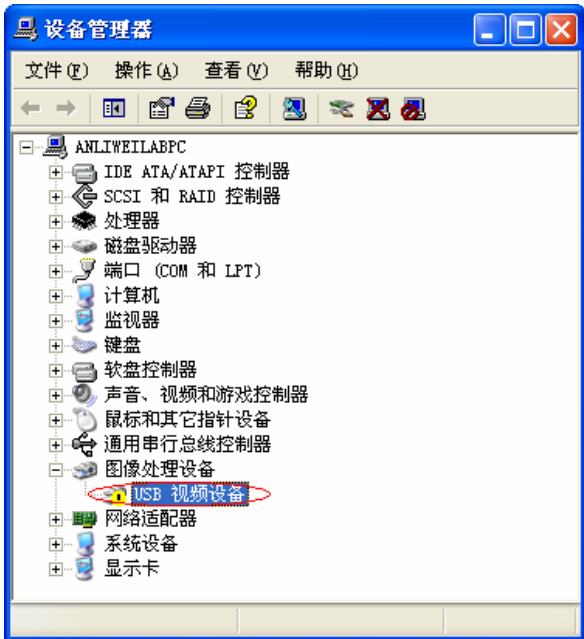 设备管理器
文件(F) 操作(A) 查看(V) 帮助(H)
ANLIWEILABPC
IDE ATA/ATAPI 控制器
SCSI 和 RAID 控制器
处理器
磁盘驱动器
端口 (COM 和 LPT)
计算机
监视器
键盘
软盘控制器
声音、视频和游戏控制器
鼠标和其它指针设备
通用串行总线控制器
图像处理设备
USB 视频设备
网络适配器
系统设备
显示卡